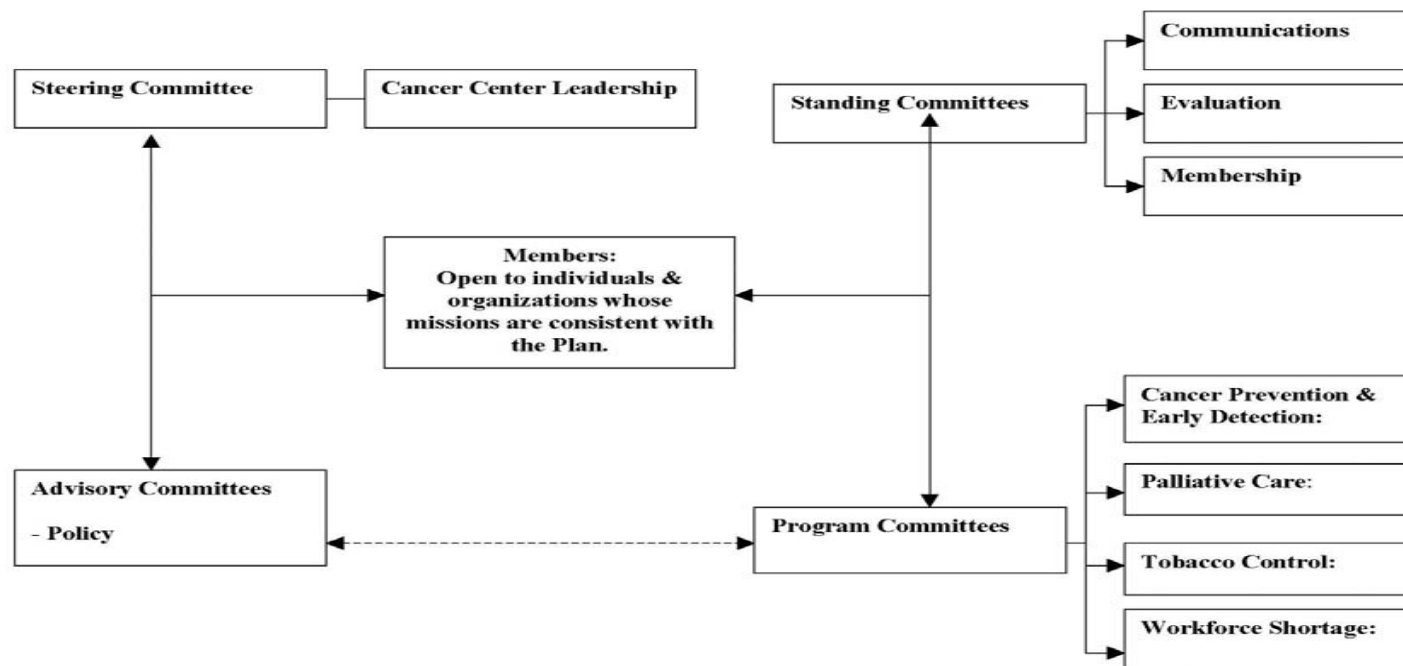 Communications
Steering Committee
Cancer Center Leadership
Standing Committees
Evaluation
Membership
Members:
Open to individuals &
organizations whose
missions are consistent with
the Plan.
Cancer Prevention &
Early Detection:
Advisory Committees
- Policy
Palliative Care:
Program Committees
Tobacco Control:
Workforce Shortage: